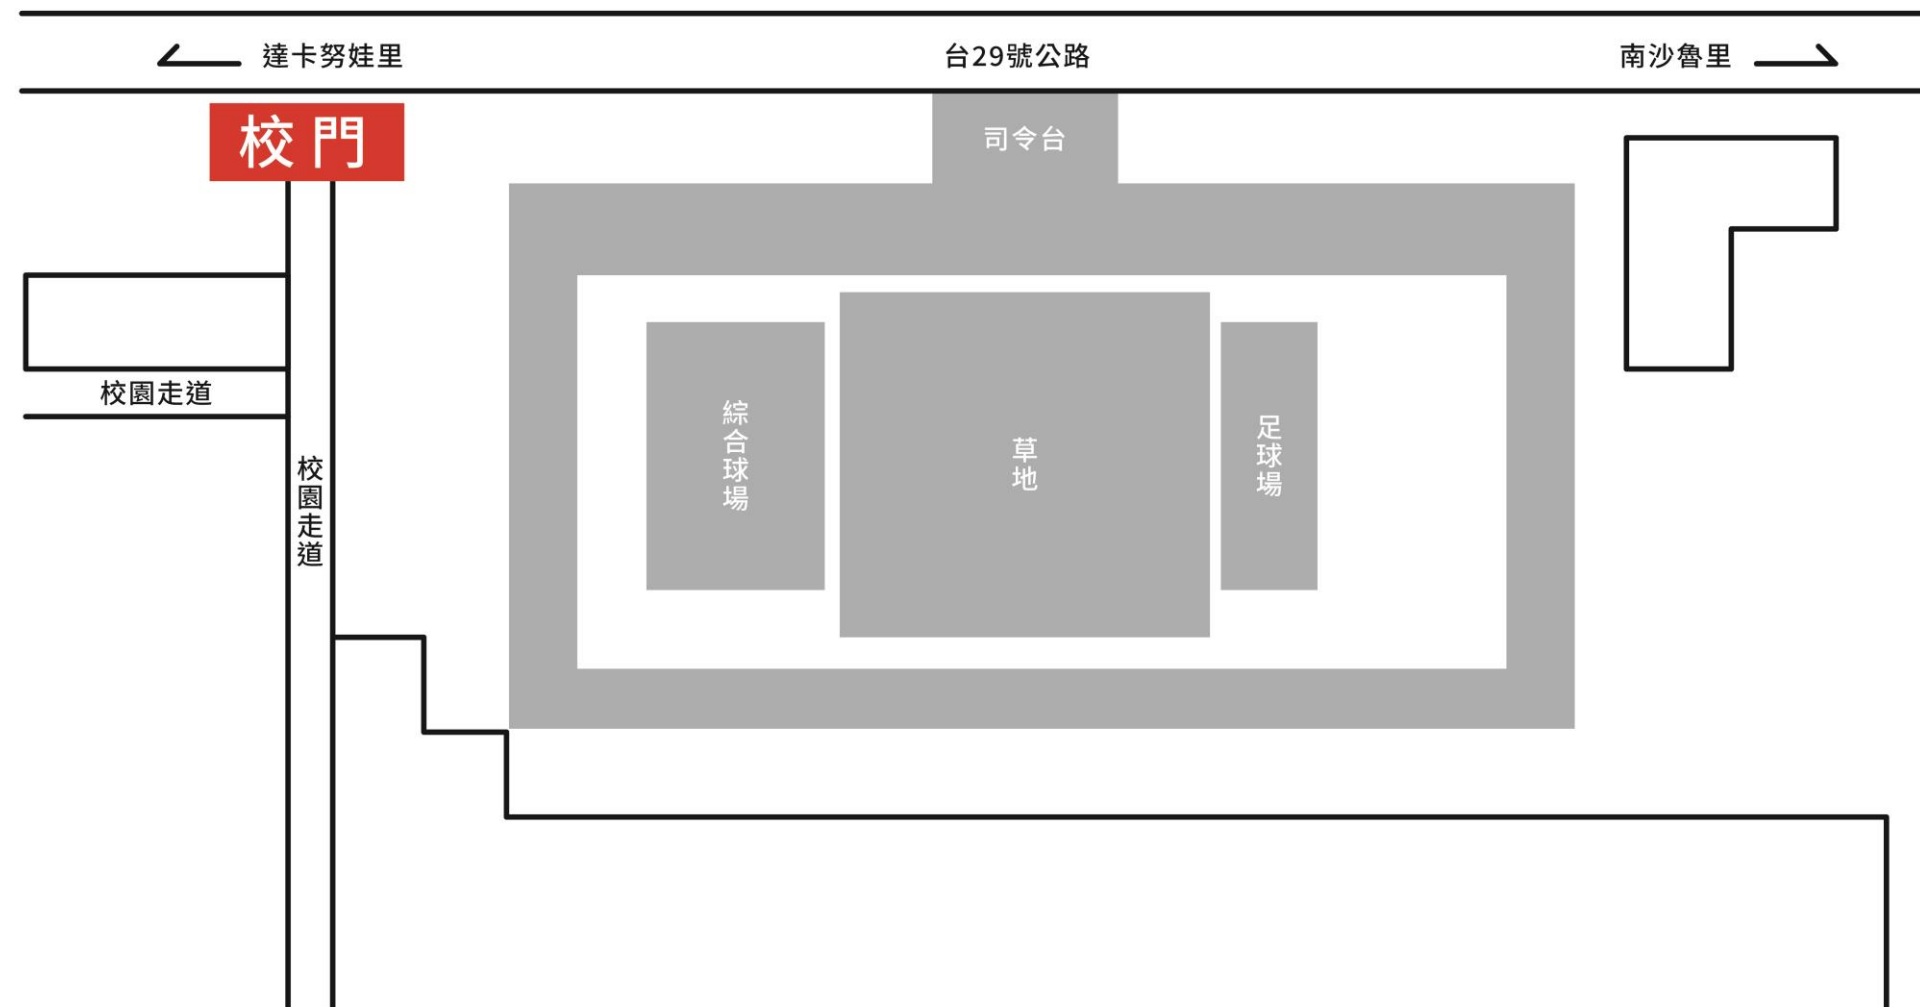 達卡努娃里
台29號公路
南沙魯里
校門
司令台
校園走道
校園走道
綜合球場
草地
足球場